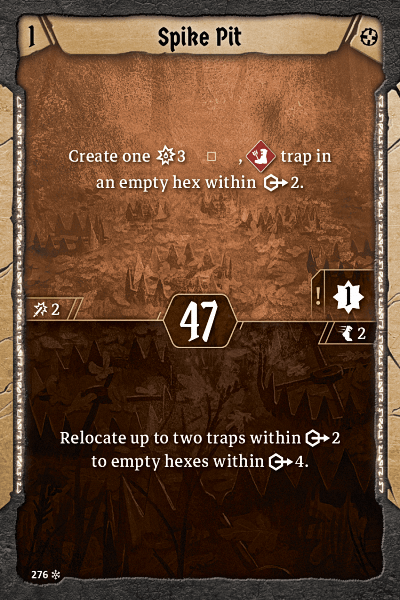 1
Spike Pit
Create one 3 , trap in
an empty hex within 2.
! 1
2
47
2
Relocate up to two traps within 2
to empty hexes within 4.
276